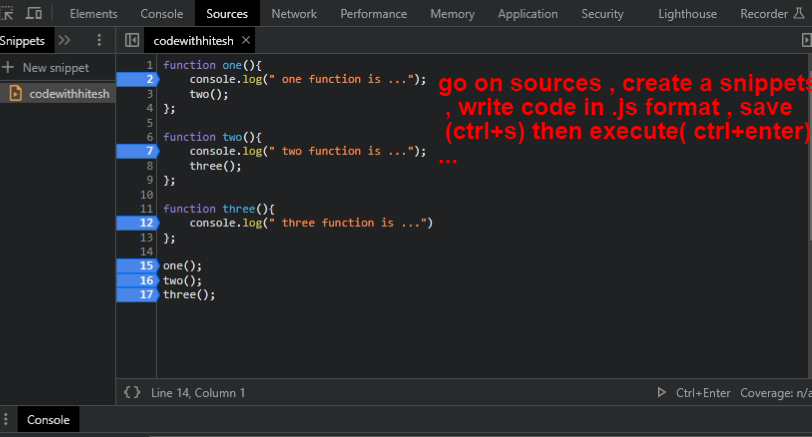 Elements Console Sources Network Performance Memory Application Security Lighthouse Recorder
Snippets codewithhitesh
+ New snippet
codewithhitesh
1 function one(){
2 console.log(" one function is ...");
3 two();
4 };
5
6 function two(){
7 console.log(" two function is ...");
8 three();
9 };
10
11 function three(){
12 console.log(" three function is ...")
13 };
14
15 one();
16 two();
17 three();
go on sources , create a snippets
, write code in .js format , save
(ctrl+s) then execute( ctrl+enter)
...
{} Line 14, Column 1 Ctrl+Enter Coverage: n/a
Console